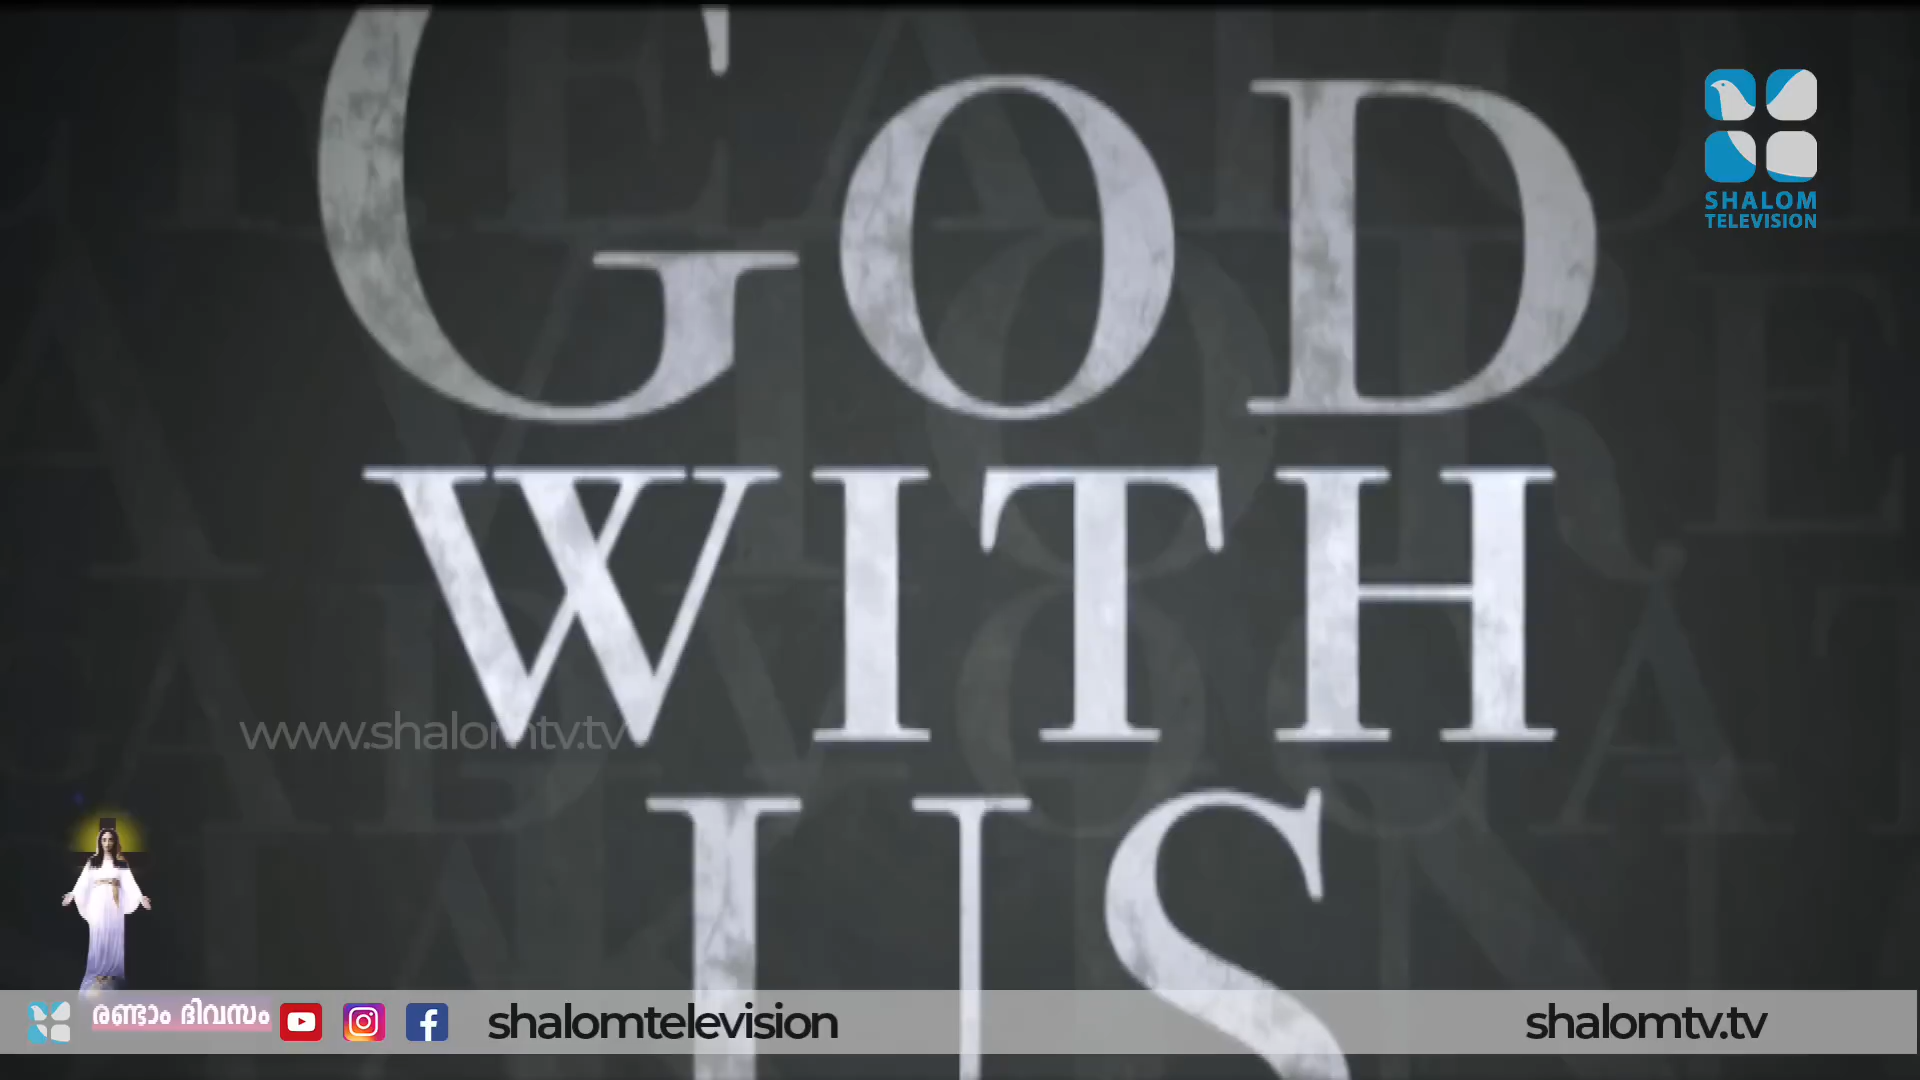 GOD
WITH
US
SHALOM
TELEVISION
www.shalomtv.tv
രണ്ടാം ദിവസം
shalomtelevision
shalomtv.tv